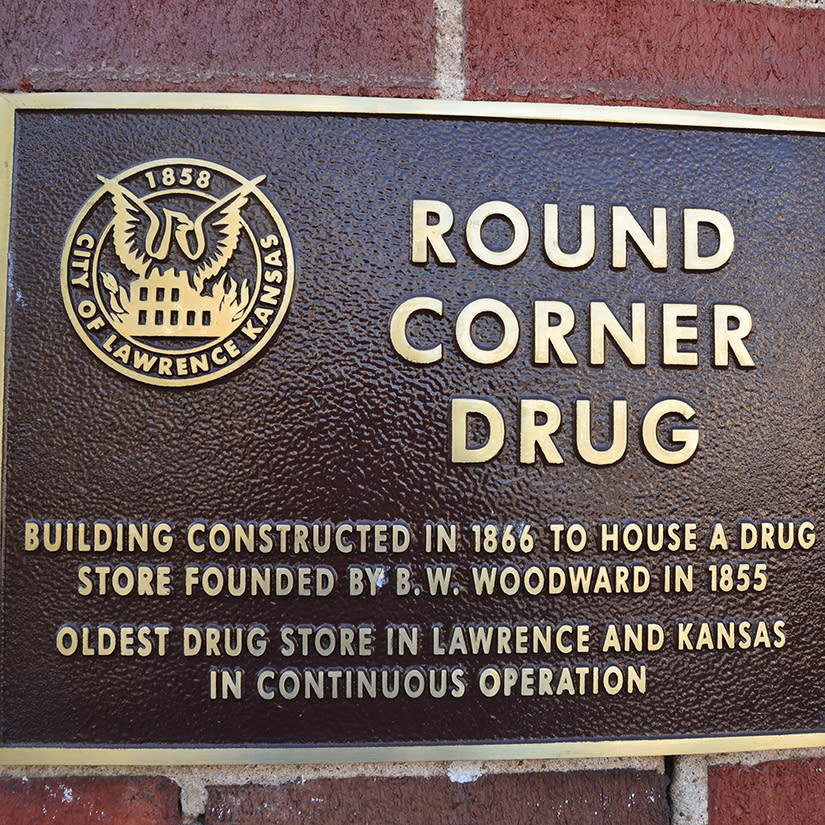 1858
CITY OF LAWRENCE KANSAS
ROUND
CORNER
DRUG
BUILDING CONSTRUCTED IN 1866 TO HOUSE A DRUG
STORE FOUNDED BY B.W. WOODWARD IN 1855
OLDEST DRUG STORE IN LAWRENCE AND KANSAS
IN CONTINUOUS OPERATION